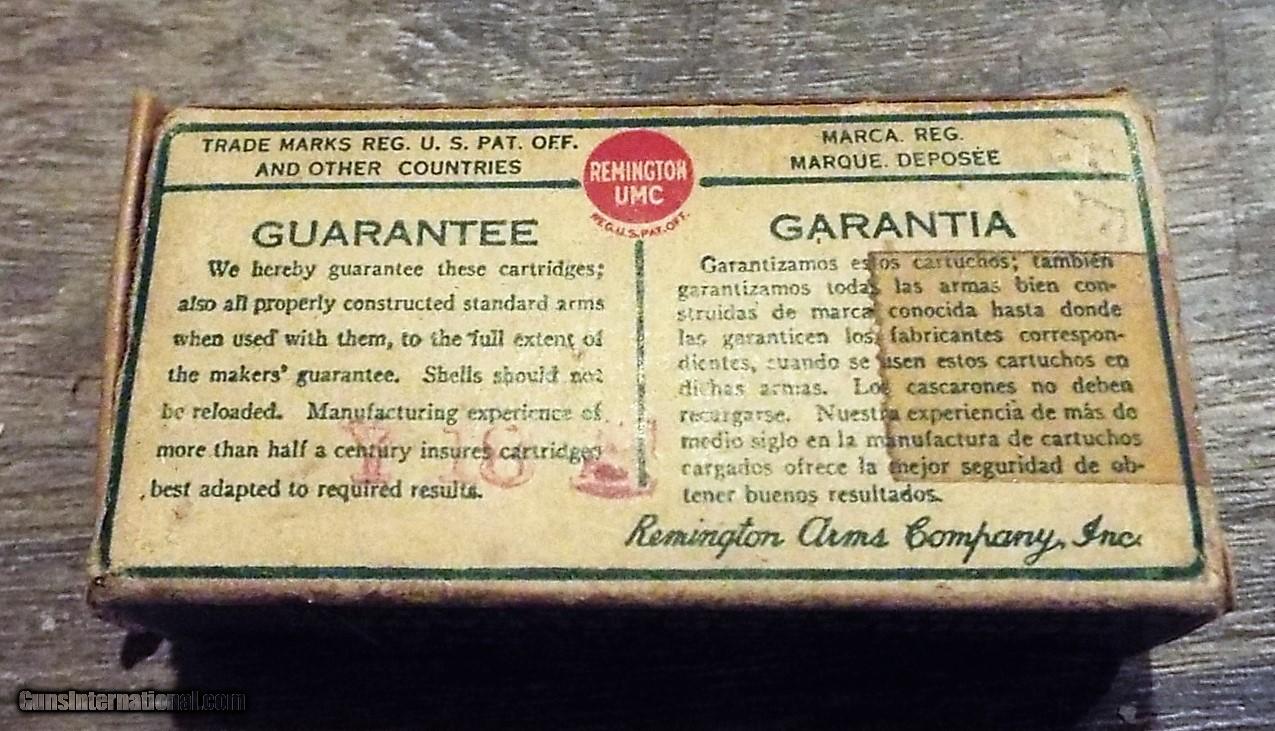 TRADE MARKS REG. U. S. PAT. OFF.
AND OTHER COUNTRIES
REMINGTON
UMC
REG. U.S. PAT. OFF.
MARCA. REG.
MARQUE. DEPOSÉE
GUARANTEE
We hereby guarantee these cartridges;
also all properly constructed standard arms
when used with them, to the full extent of
the makers' guarantee. Shells should not
be reloaded. Manufacturing experience of
more than half a century insures cartridges
best adapted to required results.
GARANTIA
Garantizamos estos cartuchos; también
garantizamos todas las armas bien con-
struidas de marca conocida hasta donde
las garanticen los fabricantes correspon-
dientes, cuando se usen estos cartuchos en
dichas armas. Los cascarones no deben
recargarse. Nuestra experiencia de más de
medio siglo en la manufactura de cartuchos
cargados ofrece la mejor seguridad de ob-
tener buenos resultados.
Remington Arms Company, Inc.
GunsInternational.com